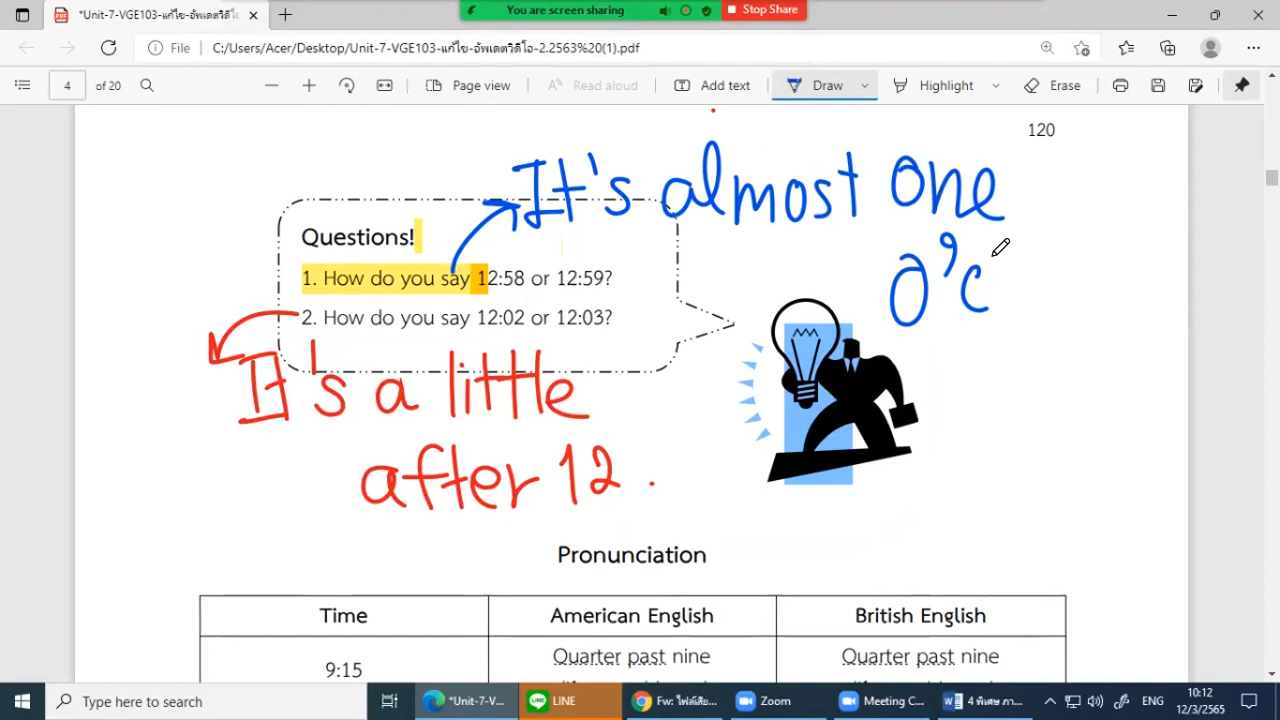 *Unit-7-VGE103-แก้ไข-อัพเดตวิดีโ
You are screen sharing
Stop Share
File
C:/Users/Acer/Desktop/Unit-7-VGE103-แก้ไข-อัพเดตวิดีโอ-2.2563%20(1).pdf
4 of 20
Page view
Read aloud
Add text
Draw
Highlight
Erase
120
It's almost one
o'c
Questions!
1. How do you say 12:58 or 12:59?
2. How do you say 12:02 or 12:03?
It's a little
after 12.
Pronunciation
Time American English British English
9:15 Quarter past nine Quarter past nine
Type here to search
*Unit-7-V...
LINE
Fw: ไฟล์เสีย...
Zoom
Meeting C...
4 พิเศษ ภา...
ENG
10:12
12/3/2565